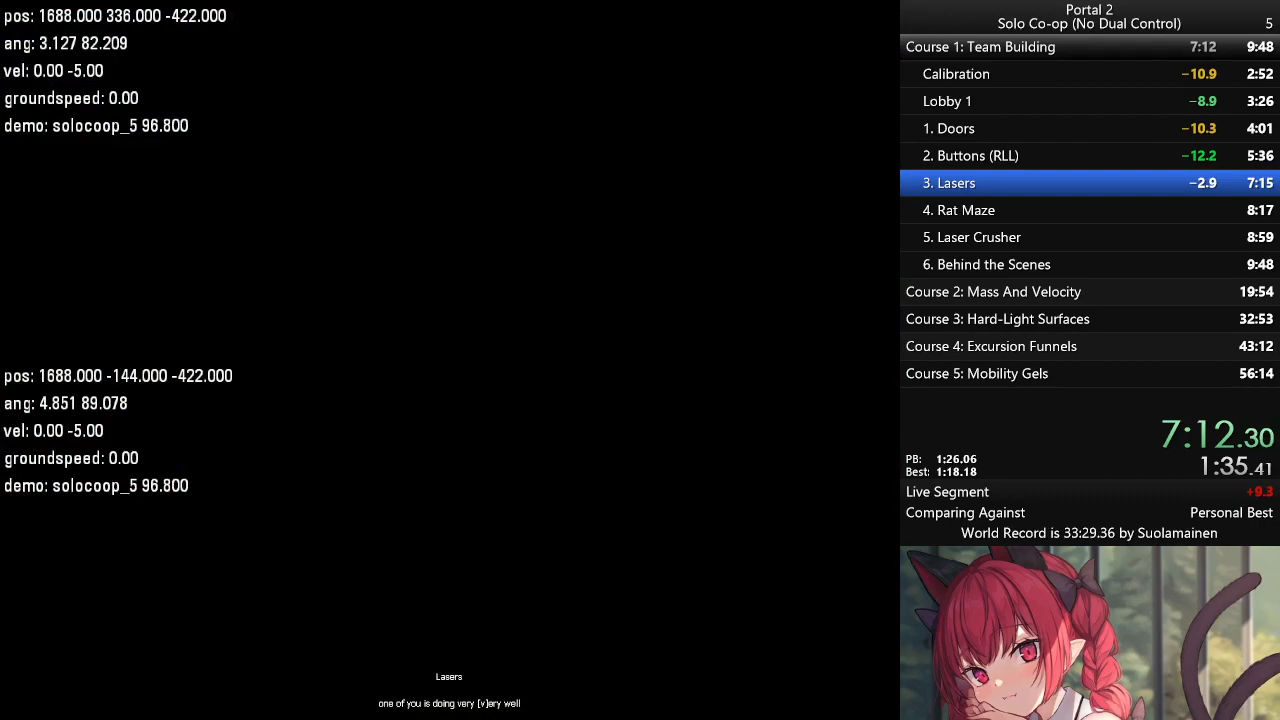 pos: 1688.000 336.000 -422.000
ang: 3.127 82.209
vel: 0.00 -5.00
groundspeed: 0.00
demo: solocoop_5 96.800
pos: 1688.000 -144.000 -422.000
ang: 4.851 89.078
vel: 0.00 -5.00
groundspeed: 0.00
demo: solocoop_5 96.800
Lasers
one of you is doing very [v]ery well
Portal 2
Solo Co-op (No Dual Control) 5
Course 1: Team Building 7:12 9:48
Calibration −10.9 2:52
Lobby 1 −8.9 3:26
1. Doors −10.3 4:01
2. Buttons (RLL) −12.2 5:36
3. Lasers −2.9 7:15
4. Rat Maze 8:17
5. Laser Crusher 8:59
6. Behind the Scenes 9:48
Course 2: Mass And Velocity 19:54
Course 3: Hard-Light Surfaces 32:53
Course 4: Excursion Funnels 43:12
Course 5: Mobility Gels 56:14
7:12.30
PB: 1:26.06
Best: 1:18.18
1:35.41
Live Segment +9.3
Comparing Against Personal Best
World Record is 33:29.36 by Suolamainen